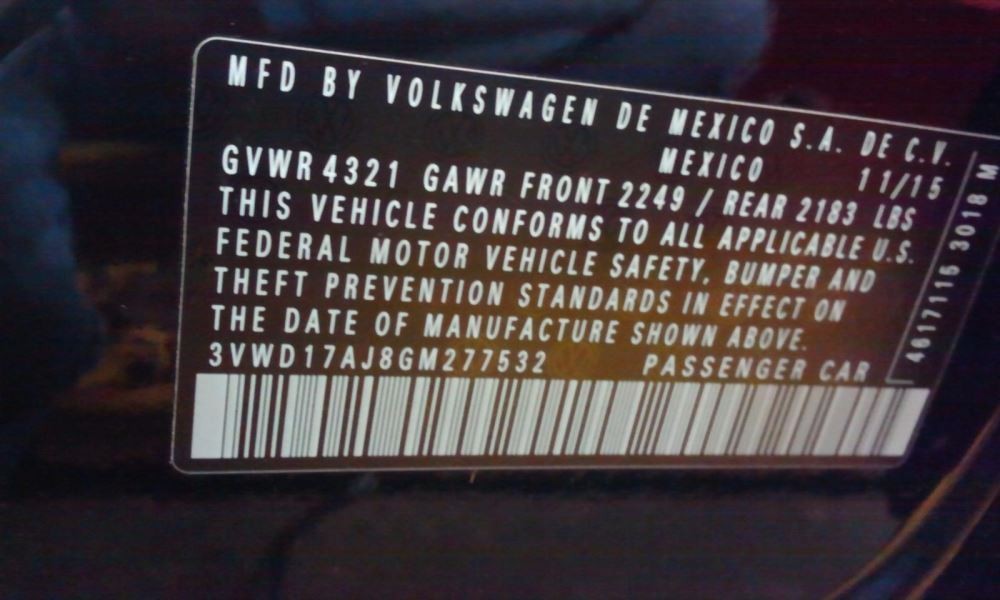 MFD BY VOLKSWAGEN DE MEXICO S.A. DE C.V.
MEXICO 11/15
GVWR 4321 GAWR FRONT 2249 / REAR 2183 LBS
THIS VEHICLE CONFORMS TO ALL APPLICABLE U.S.
FEDERAL MOTOR VEHICLE SAFETY, BUMPER AND
THEFT PREVENTION STANDARDS IN EFFECT ON
THE DATE OF MANUFACTURE SHOWN ABOVE.
3VWD17AJ8GM277532 PASSENGER CAR
4617115 3018 M